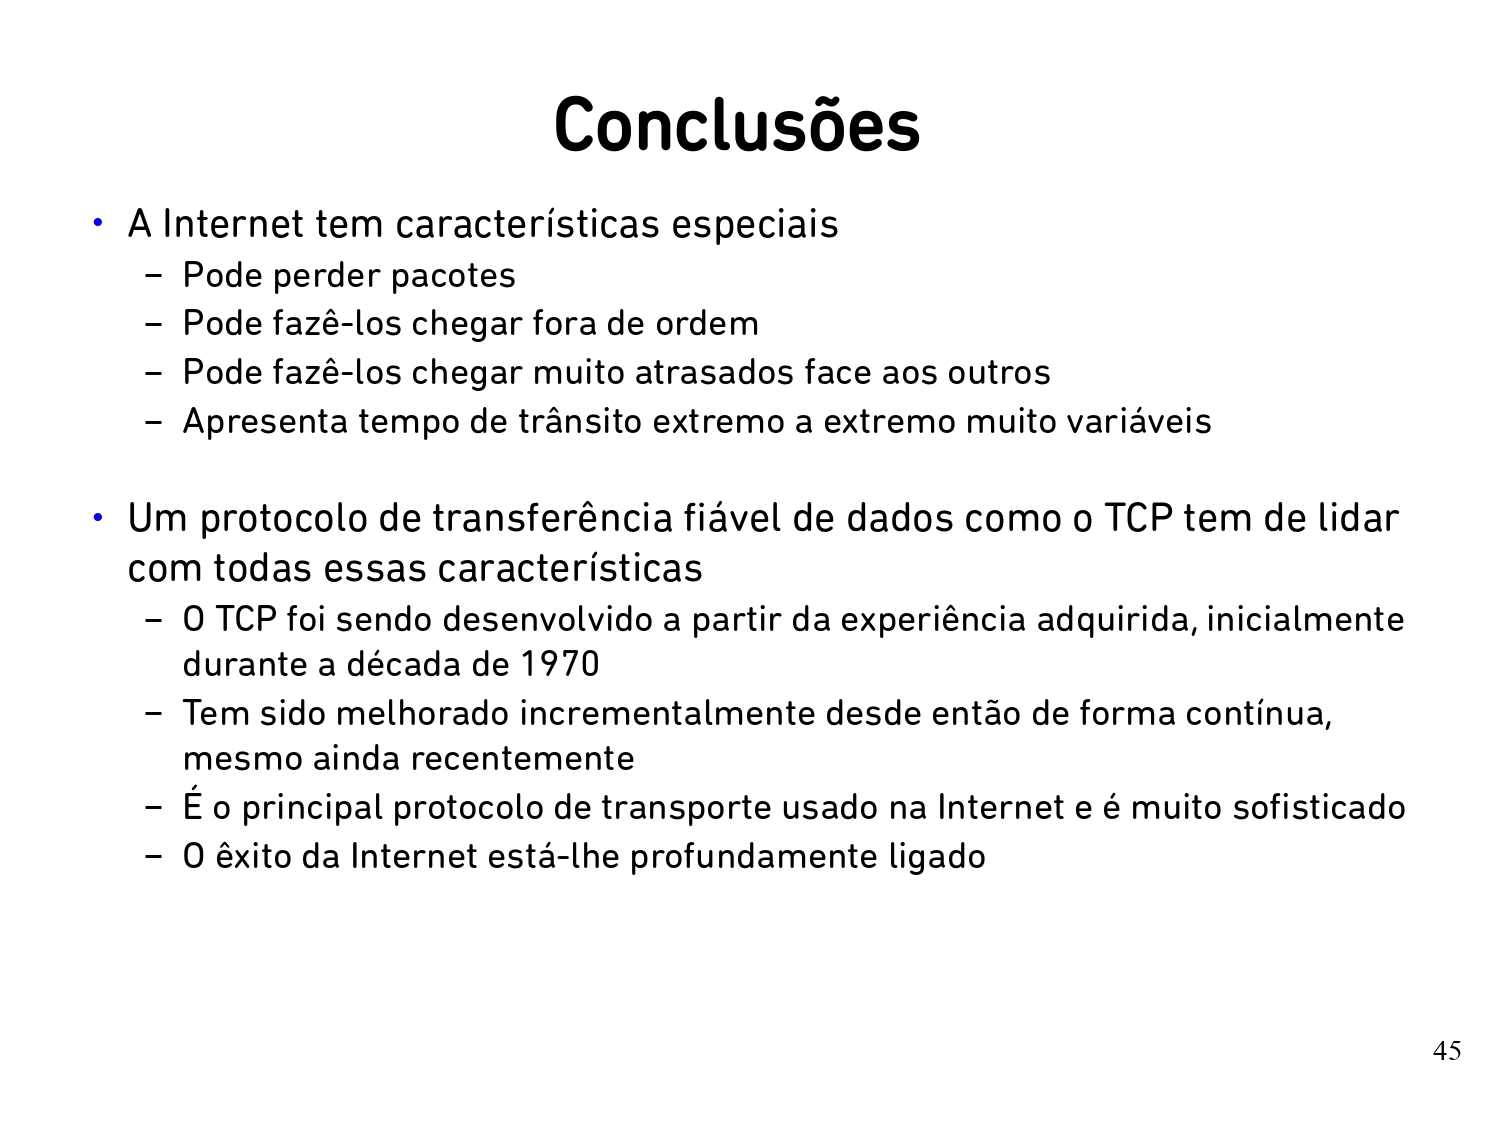 Conclusões
• A Internet tem características especiais
– Pode perder pacotes
– Pode fazê-los chegar fora de ordem
– Pode fazê-los chegar muito atrasados face aos outros
– Apresenta tempo de trânsito extremo a extremo muito variáveis
• Um protocolo de transferência fiável de dados como o TCP tem de lidar
com todas essas características
– O TCP foi sendo desenvolvido a partir da experiência adquirida, inicialmente
durante a década de 1970
– Tem sido melhorado incrementalmente desde então de forma contínua,
mesmo ainda recentemente
– É o principal protocolo de transporte usado na Internet e é muito sofisticado
– O êxito da Internet está-lhe profundamente ligado
45